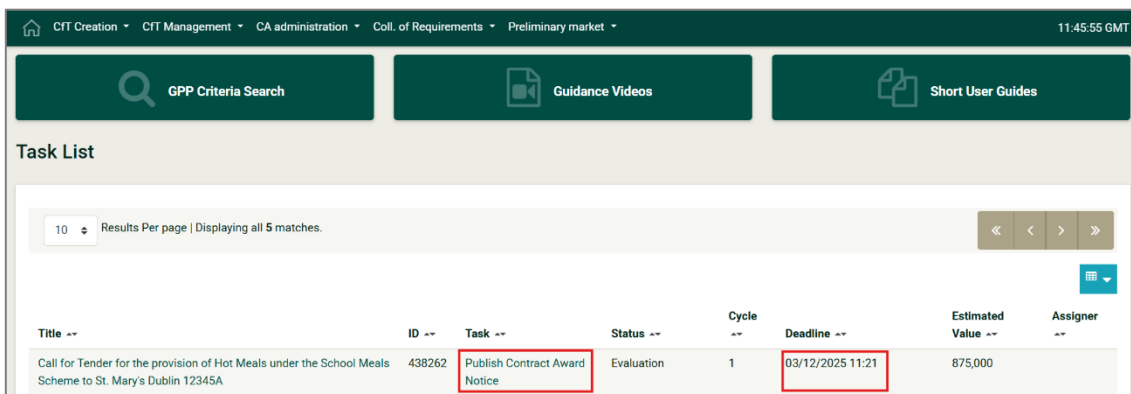 CfT Creation CfT Management CA administration Coll. of Requirements Preliminary market 11:45:55 GMT
GPP Criteria Search Guidance Videos Short User Guides
Task List
10 Results Per page | Displaying all 5 matches.
« < > »
Title ID Task Status Cycle Deadline Estimated Value Assigner
Call for Tender for the provision of Hot Meals under the School Meals Scheme to St. Mary's Dublin 12345A 438262 Publish Contract Award Notice Evaluation 1 03/12/2025 11:21 875,000